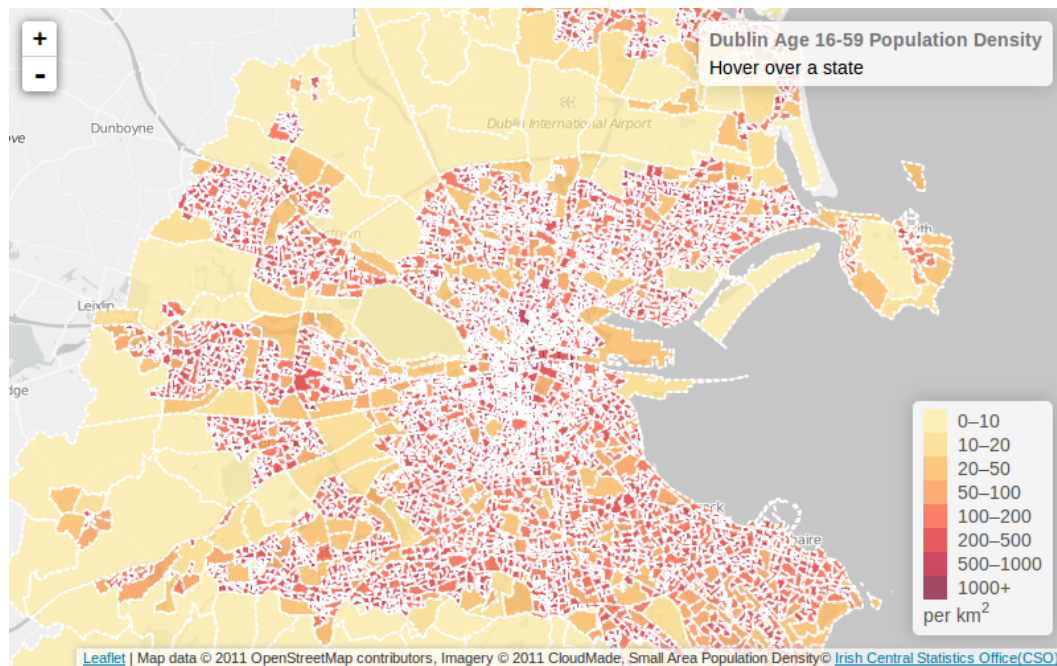 +
-
Dublin Age 16-59 Population Density
Hover over a state
Dublin International Airport
Dunboyne
Leixlip
0–10
10–20
20–50
50–100
100–200
200–500
500–1000
1000+
per km²
Leaflet | Map data © 2011 OpenStreetMap contributors, Imagery © 2011 CloudMade, Small Area Population Density© Irish Central Statistics Office(CSO)